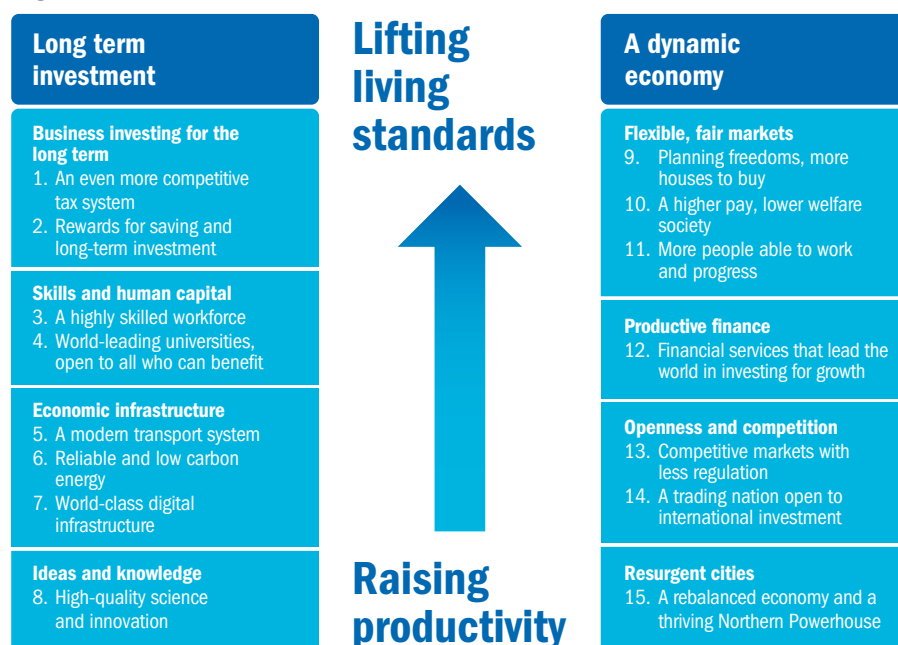 Long term
investment
Business investing for the
long term
1. An even more competitive
tax system
2. Rewards for saving and
long-term investment
Skills and human capital
3. A highly skilled workforce
4. World-leading universities,
open to all who can benefit
Economic infrastructure
5. A modern transport system
6. Reliable and low carbon
energy
7. World-class digital
infrastructure
Ideas and knowledge
8. High-quality science
and innovation
Lifting
living
standards
Raising
productivity
A dynamic
economy
Flexible, fair markets
9. Planning freedoms, more
houses to buy
10. A higher pay, lower welfare
society
11. More people able to work
and progress
Productive finance
12. Financial services that lead the
world in investing for growth
Openness and competition
13. Competitive markets with
less regulation
14. A trading nation open to
international investment
Resurgent cities
15. A rebalanced economy and a
thriving Northern Powerhouse